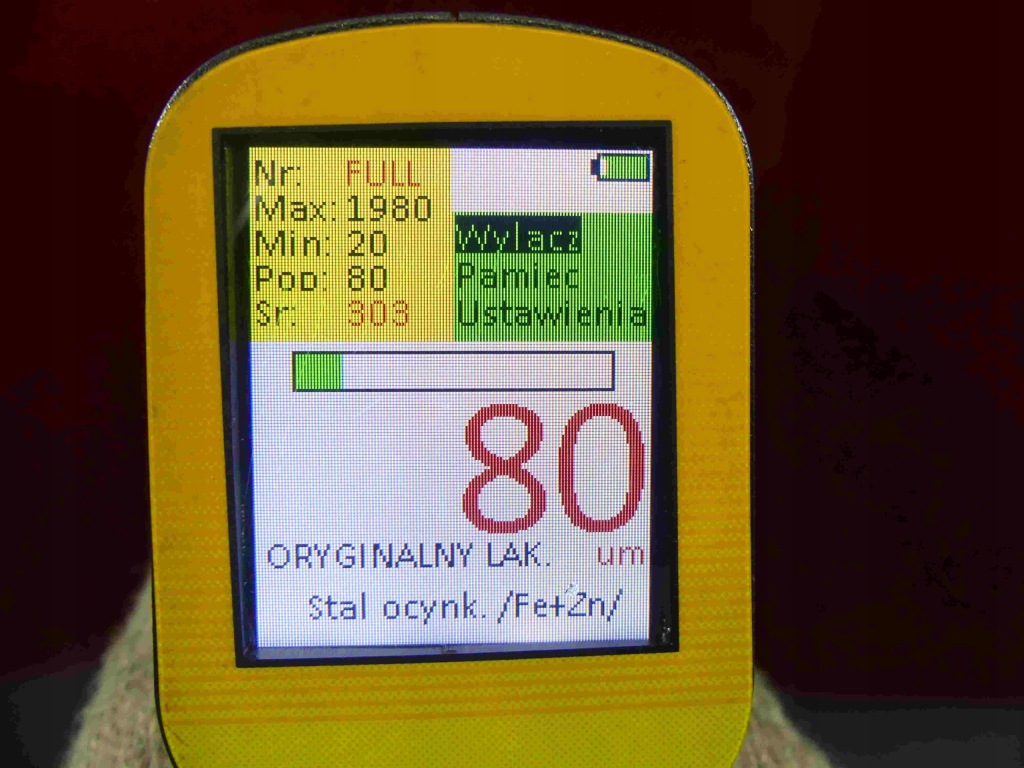 Nr: FULL
Max: 1980
Min: 20
Pop: 80
Sr: 303
Wylacz
Pamiec
Ustawienia
80
ORYGINALNY LAK. um
Stal ocynk. /Fe+Zn/